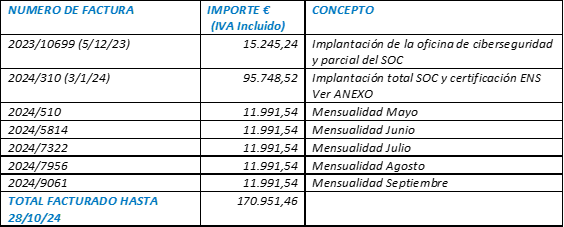 NUMERO DE FACTURA IMPORTE € CONCEPTO
(IVA Incluido)
2023/10699 (5/12/23) 15.245,24 Implantación de la oficina de ciberseguridad
y parcial del SOC
2024/310 (3/1/24) 95.748,52 Implantación total SOC y certificación ENS
Ver ANEXO
2024/510 11.991,54 Mensualidad Mayo
2024/5814 11.991,54 Mensualidad Junio
2024/7322 11.991,54 Mensualidad Julio
2024/7956 11.991,54 Mensualidad Agosto
2024/9061 11.991,54 Mensualidad Septiembre
TOTAL FACTURADO HASTA 170.951,46
28/10/24